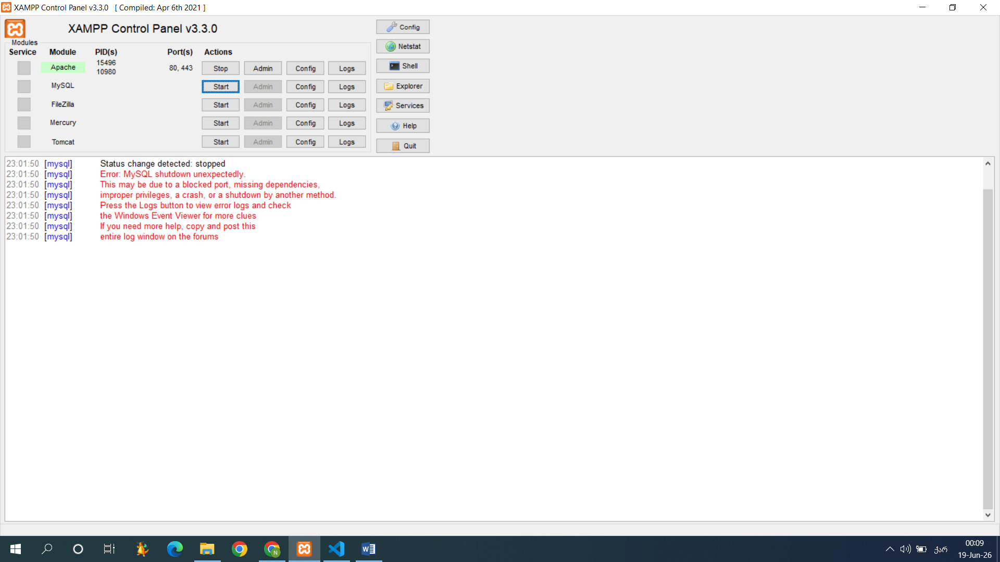 XAMPP Control Panel v3.3.0 [ Compiled: Apr 6th 2021 ]
XAMPP Control Panel v3.3.0
Modules
Service Module PID(s) Port(s) Actions
Apache 15496 10980 80, 443 Stop Admin Config Logs
MySQL Start Admin Config Logs
FileZilla Start Admin Config Logs
Mercury Start Admin Config Logs
Tomcat Start Admin Config Logs
Config
Netstat
Shell
Explorer
Services
Help
Quit
23:01:50 [mysql] Status change detected: stopped
23:01:50 [mysql] Error: MySQL shutdown unexpectedly.
23:01:50 [mysql] This may be due to a blocked port, missing dependencies,
23:01:50 [mysql] improper privileges, a crash, or a shutdown by another method.
23:01:50 [mysql] Press the Logs button to view error logs and check
23:01:50 [mysql] the Windows Event Viewer for more clues
23:01:50 [mysql] If you need more help, copy and post this
23:01:50 [mysql] entire log window on the forums
N
W
ქარ
00:09
19-Jun-26